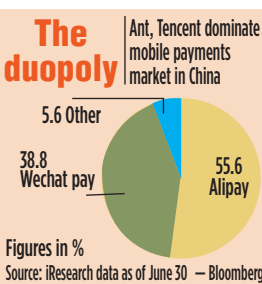 The
duopoly
Ant, Tencent dominate
mobile payments
market in China
5.6 Other
38.8
Wechat pay
55.6
Alipay
Figures in %
Source: iResearch data as of June 30 — Bloomberg